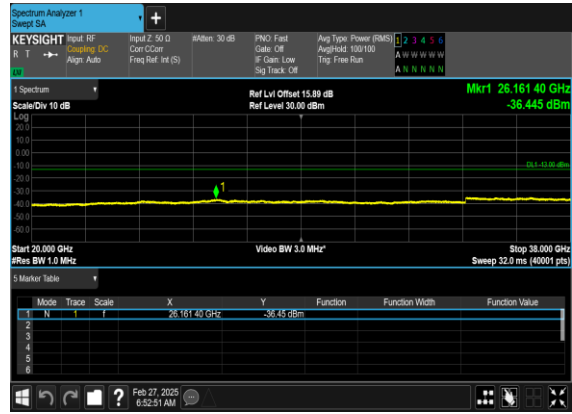 Spectrum Analyzer 1
Swept SA
+
KEYSIGHT Input: RF Input Z: 50 Ω #Atten: 30 dB PNO: Fast Avg Type: Power (RMS) 1 2 3 4 5 6
R T Coupling: DC Corr CCorr Gate: Off Avg|Hold: 100/100 A W W W W W
Align: Auto Freq Ref: Int (S) IF Gain: Low Trig: Free Run
Sig Track: Off A N N N N N
1 Spectrum Ref Lvl Offset 15.89 dB Mkr1 26.161 40 GHz
Scale/Div 10 dB Ref Level 30.00 dBm -36.445 dBm
Log
20.0
10.0
0.00
-10.0 DL1 -13.00 dBm
-20.0
-30.0 1
-40.0
-50.0
-60.0
Start 20.000 GHz Video BW 3.0 MHz* Stop 38.000 GHz
#Res BW 1.0 MHz Sweep 32.0 ms (40001 pts)
5 Marker Table
Mode Trace Scale X Y Function Function Width Function Value
1 N 1 f 26.161 40 GHz -36.45 dBm
2
3
4
5
6
? Feb 27, 2025
6:52:51 AM